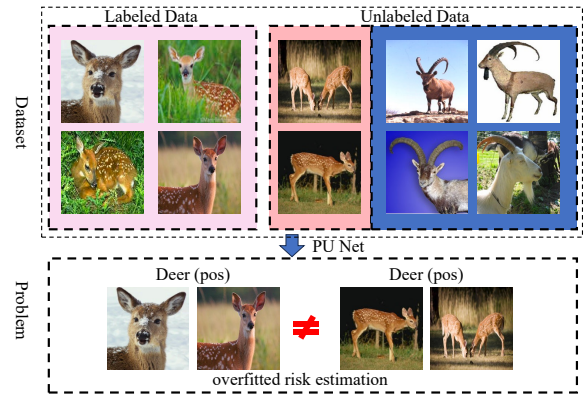 Labeled Data
Unlabeled Data
Dataset
PU Net
Problem
Deer (pos)
Deer (pos)
≠
overfitted risk estimation